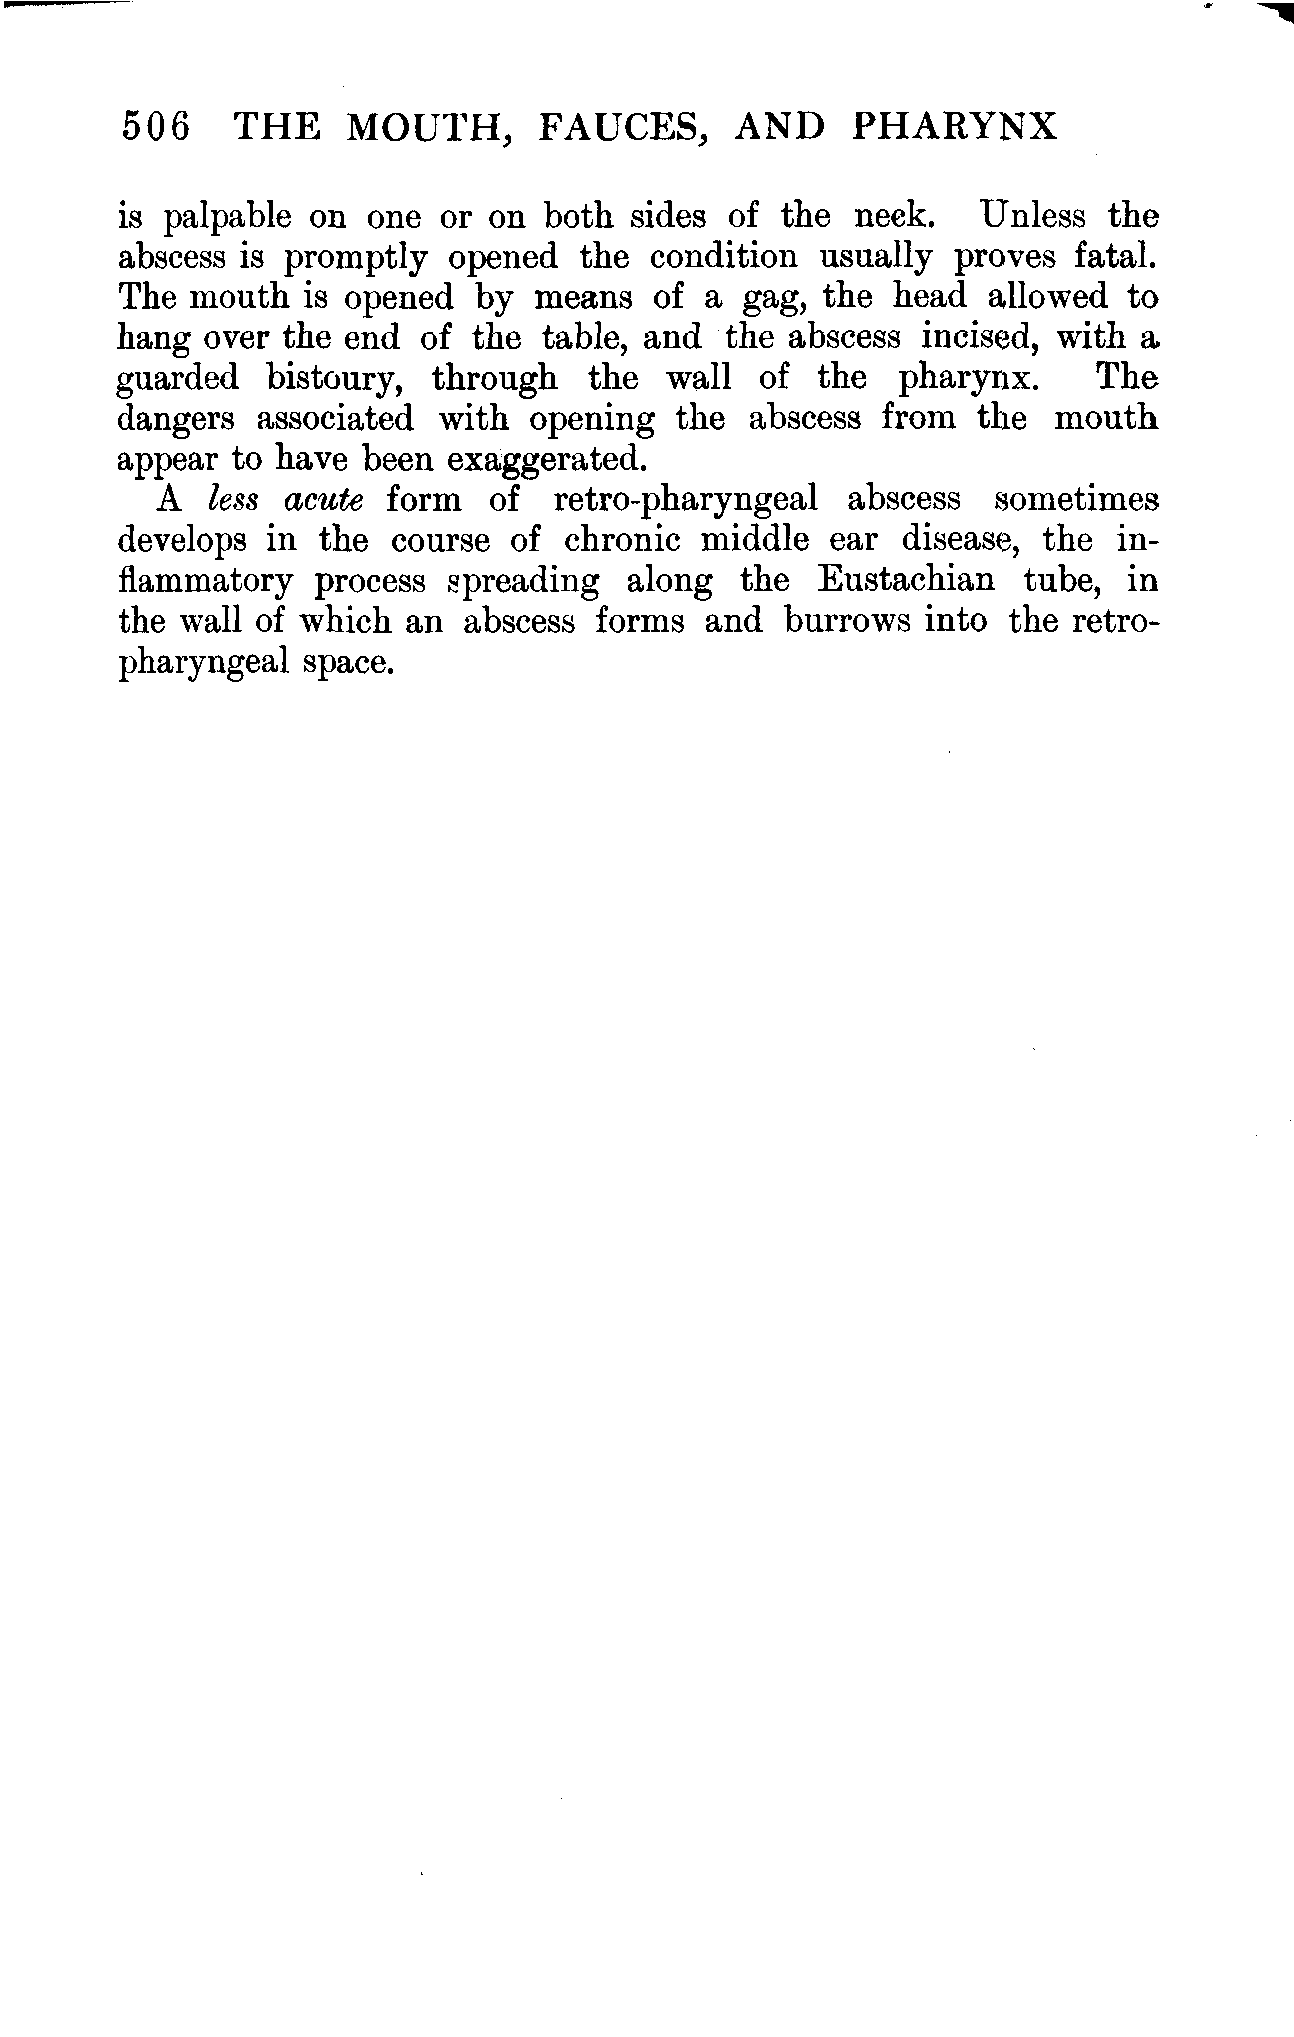 506 THE MOUTH, FAUCES, AND PHARYNX
is palpable on one or on both sides of the neek. Unless the
abscess is promptly opened the condition usually proves fatal.
The mouth is opened by means of a gag, the head allowed to
hang over the end of the table, and the abscess incised, with a
guarded bistoury, through the wall of the pharynx. The
dangers associated with opening the abscess from the mouth
appear to have been exaggerated.
A less acute form of retro-pharyngeal abscess sometimes
develops in the course of chronic middle ear disease, the in-
flammatory process spreading along the Eustachian tube, in
the wall of which an abscess forms and burrows into the retro-
pharyngeal space.